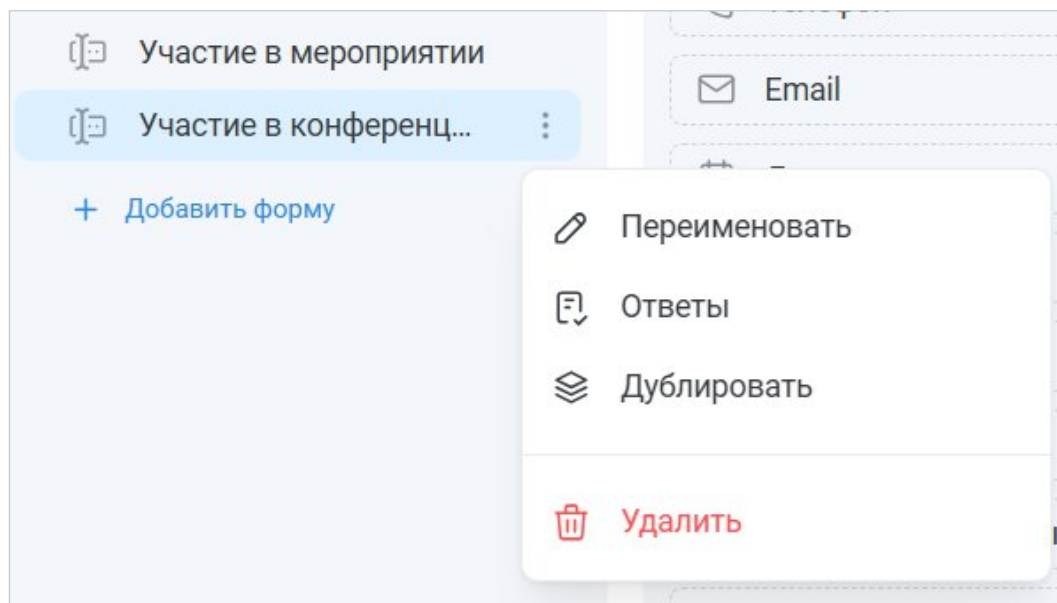 Участие в мероприятии
Участие в конференц...
Добавить форму
Email
Переименовать
Ответы
Дублировать
Удалить